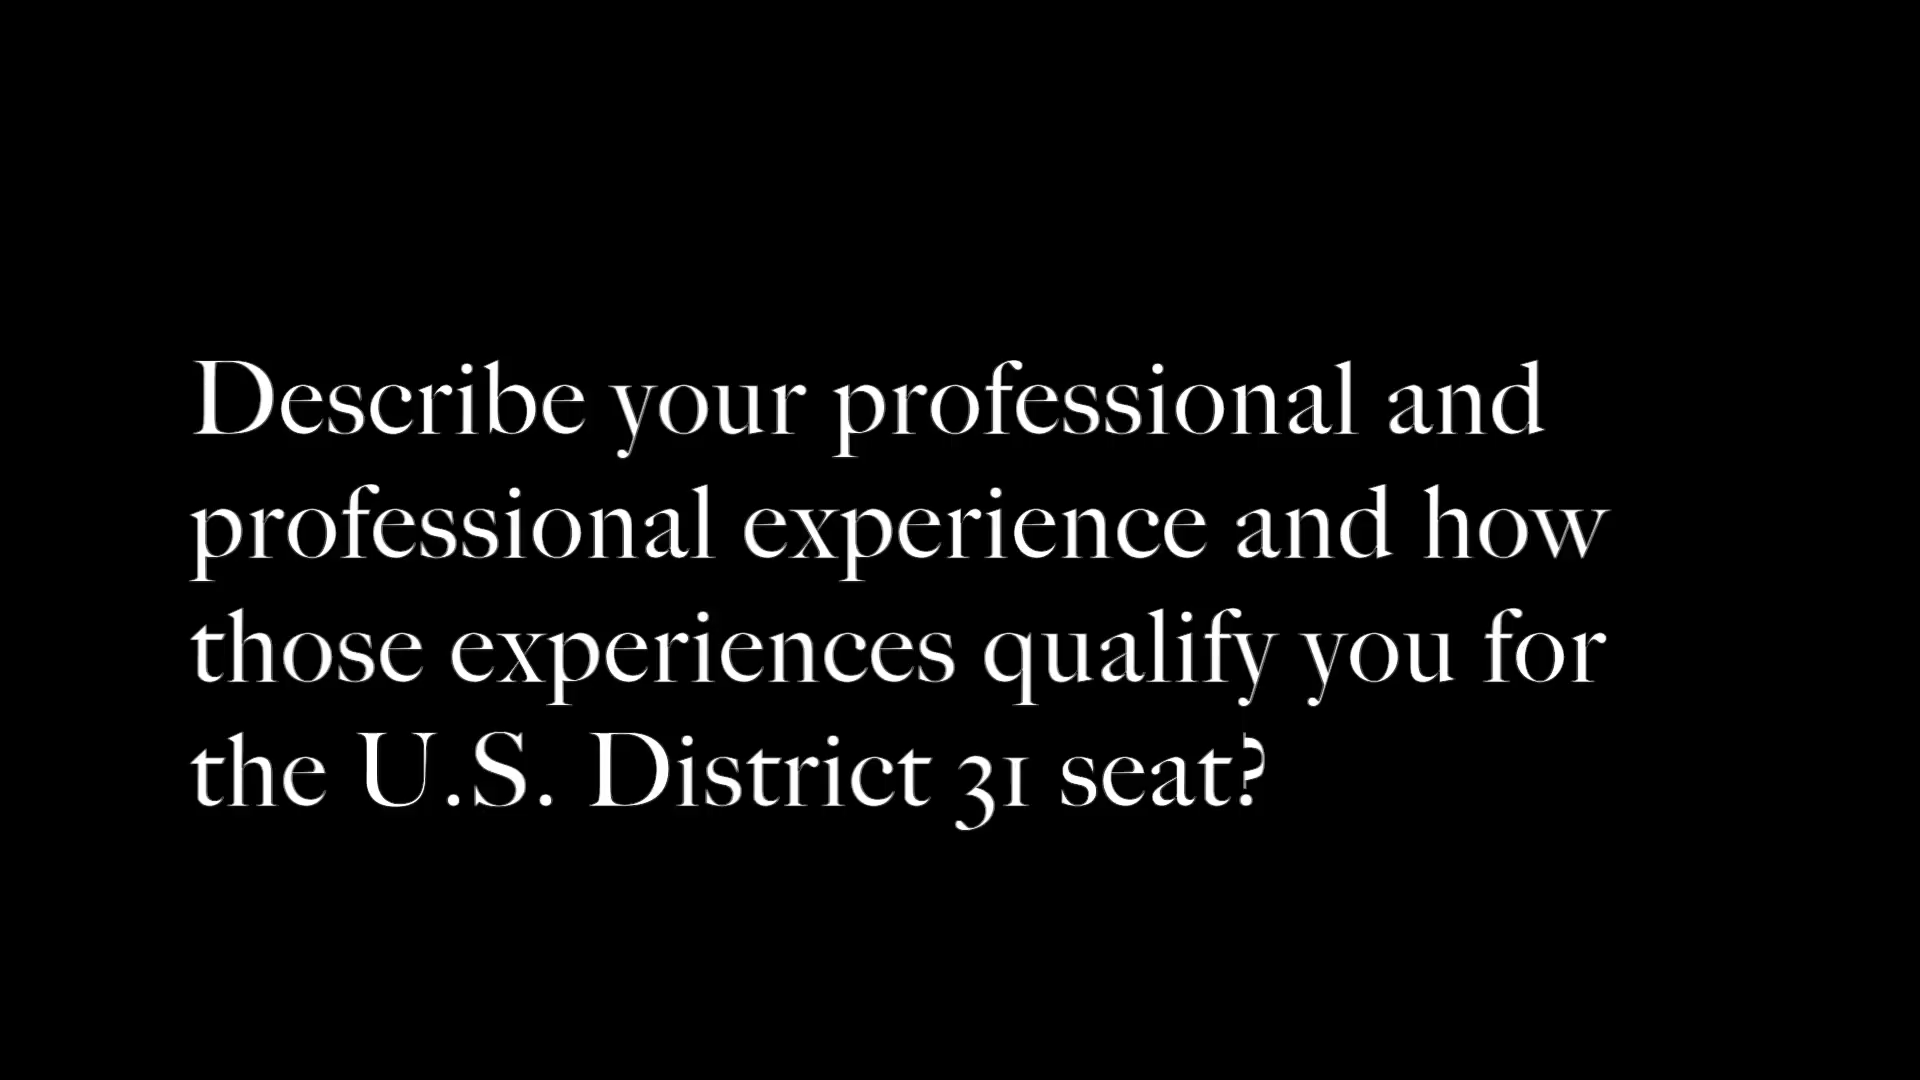 Describe your professional and
professional experience and how
those experiences qualify you for
the U.S. District 31 seat?